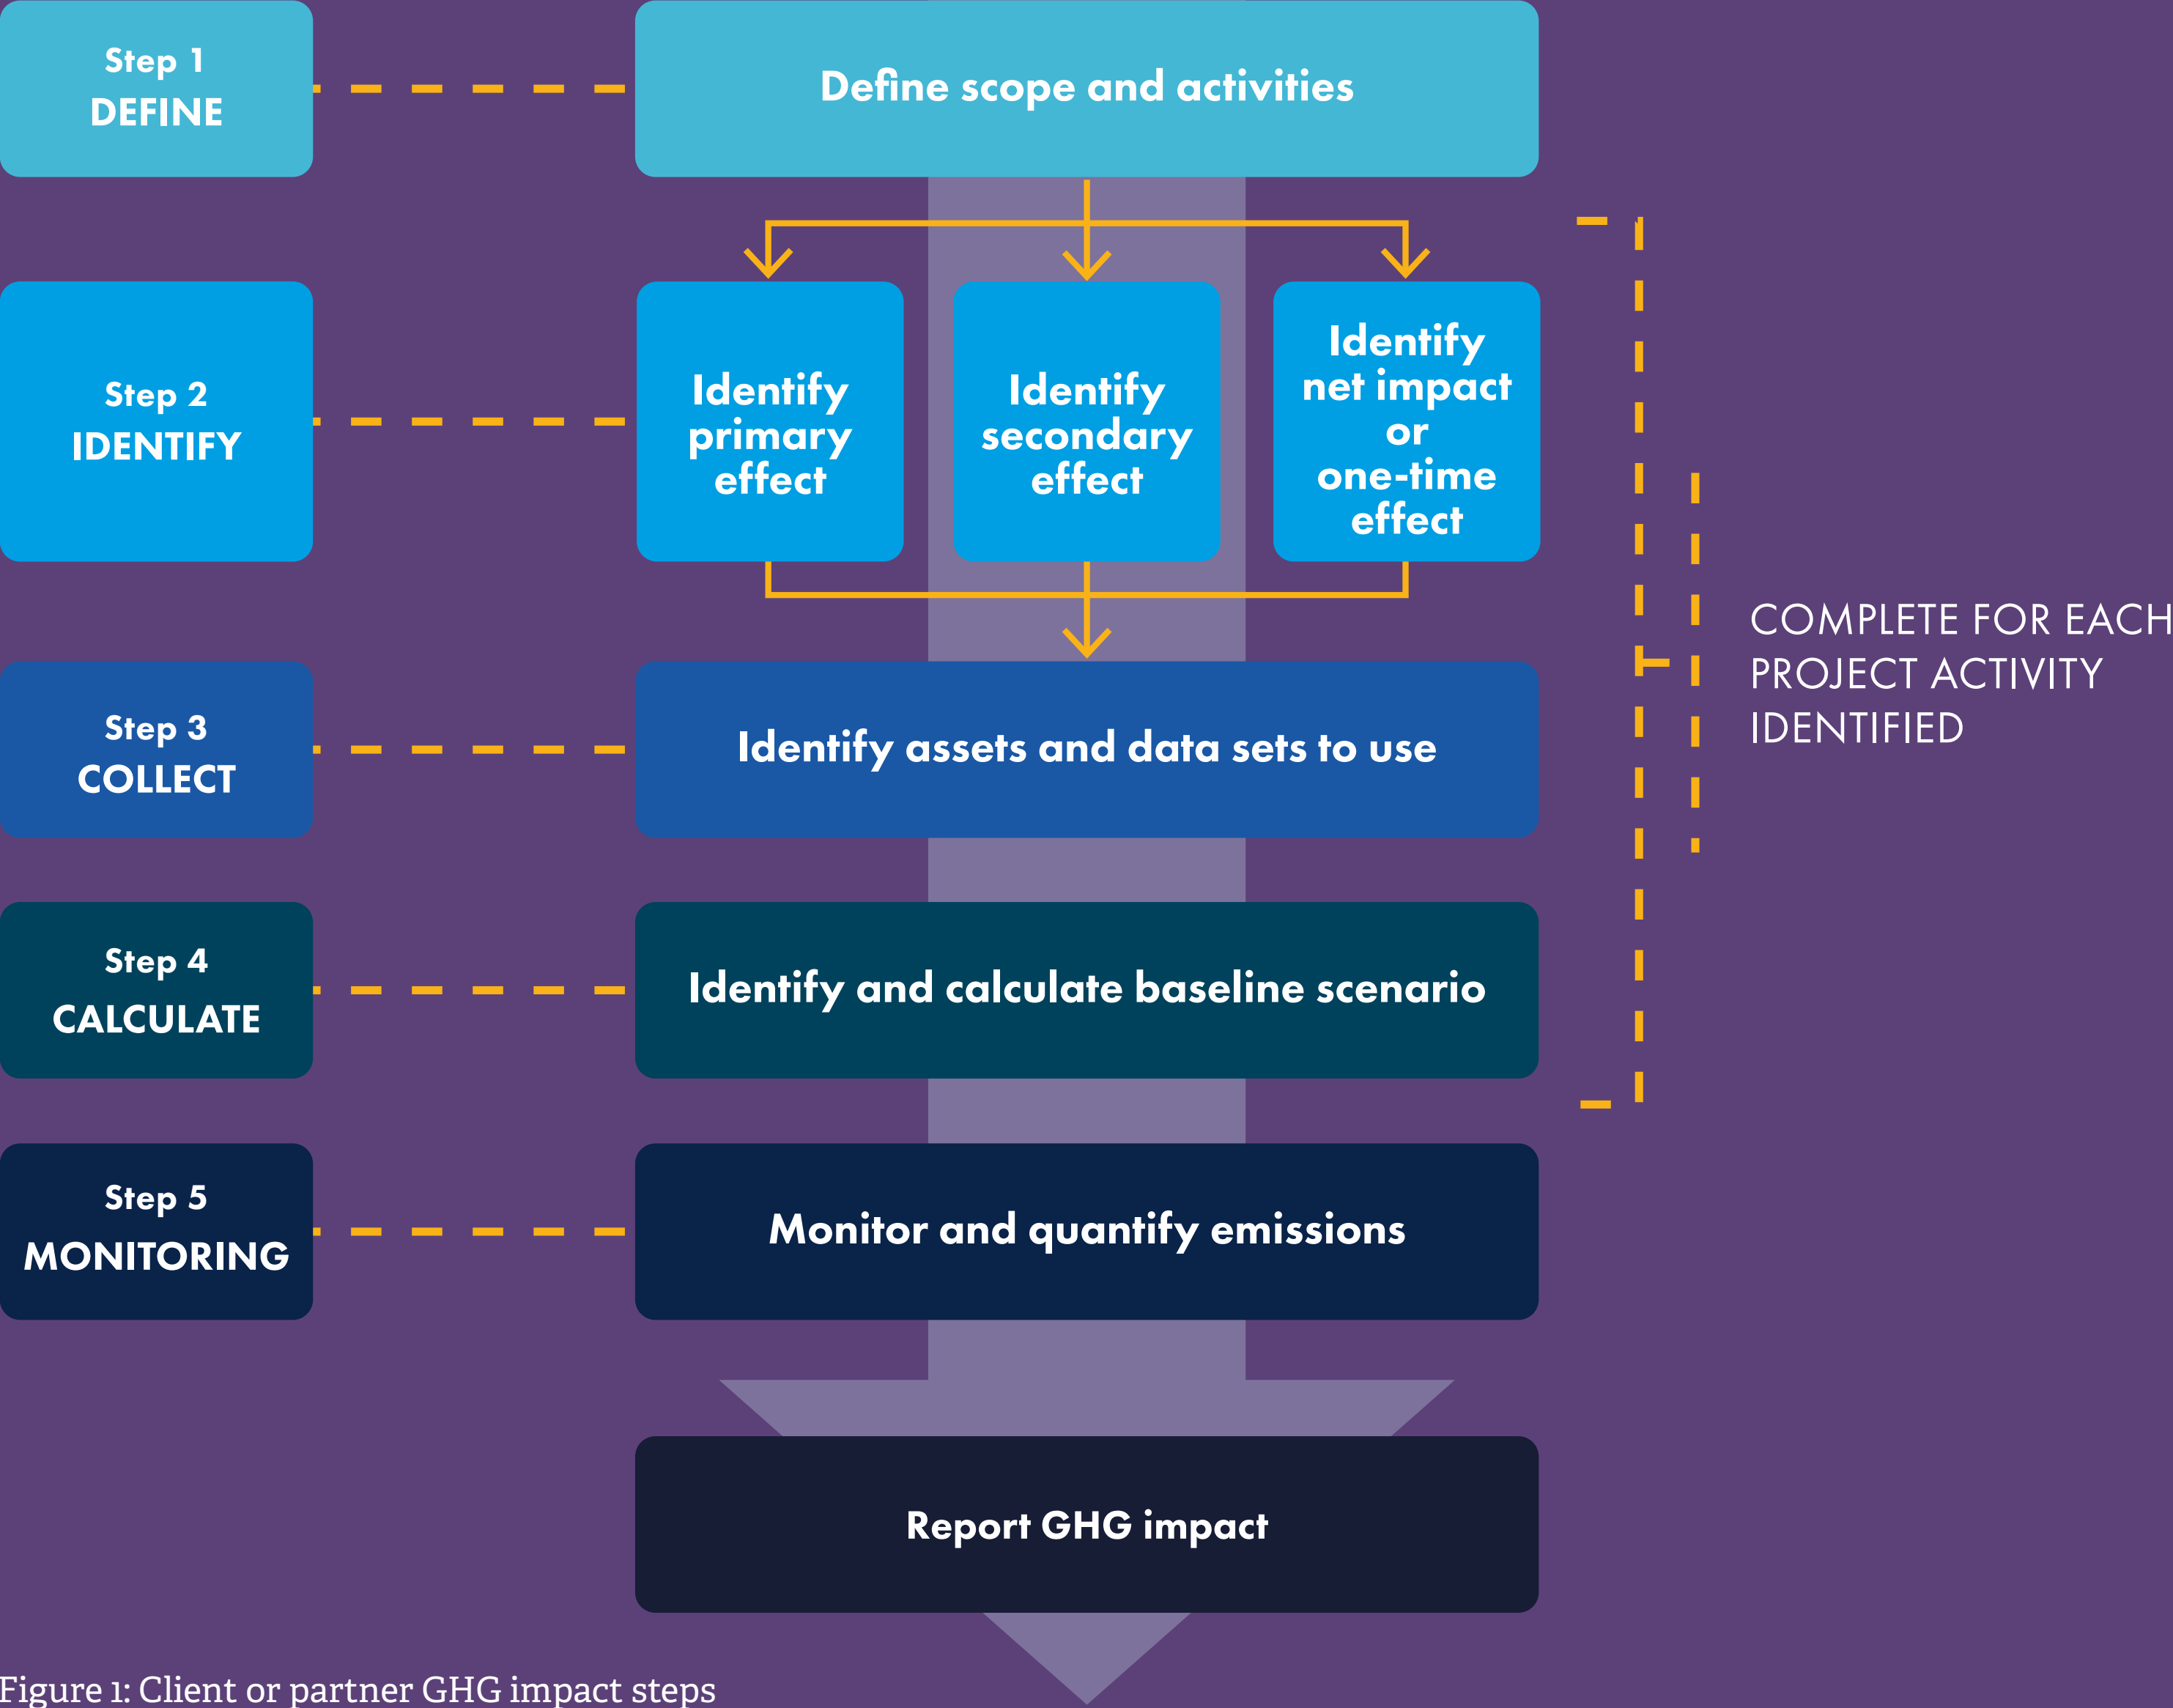 Step 1
DEFINE
Define scope and activities
Step 2
IDENTIFY
Identify
primary
effect
Identify
secondary
effect
Identify
net impact
or
one-time
effect
COMPLETE FOR EACH
PROJECT ACTIVITY
IDENTIFIED
Step 3
COLLECT
Identify assets and data sets to use
Step 4
CALCULATE
Identify and calculate baseline scenario
Step 5
MONITORING
Monitor and quantify emissions
Report GHG impact
Figure 1: Client or partner GHG impact steps